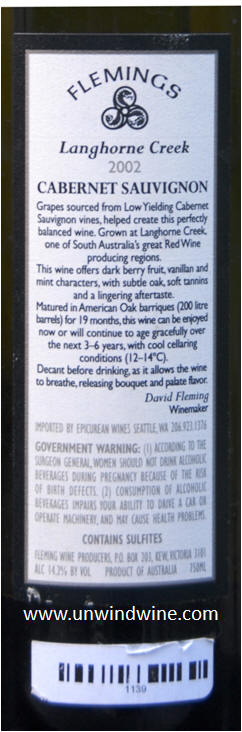 FLEMINGS
Langhorne Creek
2002
CABERNET SAUVIGNON
Grapes sourced from Low Yielding Cabernet
Sauvignon vines, helped create this perfectly
balanced wine. Grown at Langhorne Creek,
one of South Australia's great Red Wine
producing regions.
This wine offers dark berry fruit, vanillan and
mint characters, with subtle oak, soft tannins
and a lingering aftertaste.
Matured in American Oak barriques (200 litre
barrels) for 19 months, this wine can be enjoyed
now or will continue to age gracefully over
the next 3–6 years, with cool cellaring
conditions (12–14°C).
Decant before drinking, as it allows the wine
to breathe, releasing bouquet and palate flavor.
David Fleming
Winemaker
IMPORTED BY EPICUREAN WINES SEATTLE, WA 206.923.1376
GOVERNMENT WARNING: (1) ACCORDING TO THE
SURGEON GENERAL, WOMEN SHOULD NOT DRINK ALCOHOLIC
BEVERAGES DURING PREGNANCY BECAUSE OF THE RISK
OF BIRTH DEFECTS. (2) CONSUMPTION OF ALCOHOLIC
BEVERAGES IMPAIRS YOUR ABILITY TO DRIVE A CAR OR
OPERATE MACHINERY, AND MAY CAUSE HEALTH PROBLEMS.
CONTAINS SULFITES
FLEMING WINE PRODUCERS, P.O. BOX 203, KEW, VICTORIA 3101
ALC 14.2% BY VOL PRODUCT OF AUSTRALIA 750ML
www.unwindwine.com
1139